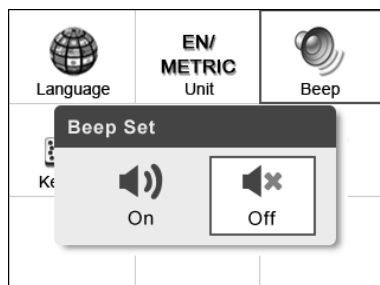 EN/
METRIC
Language
Unit
Beep
Beep Set
On
Off